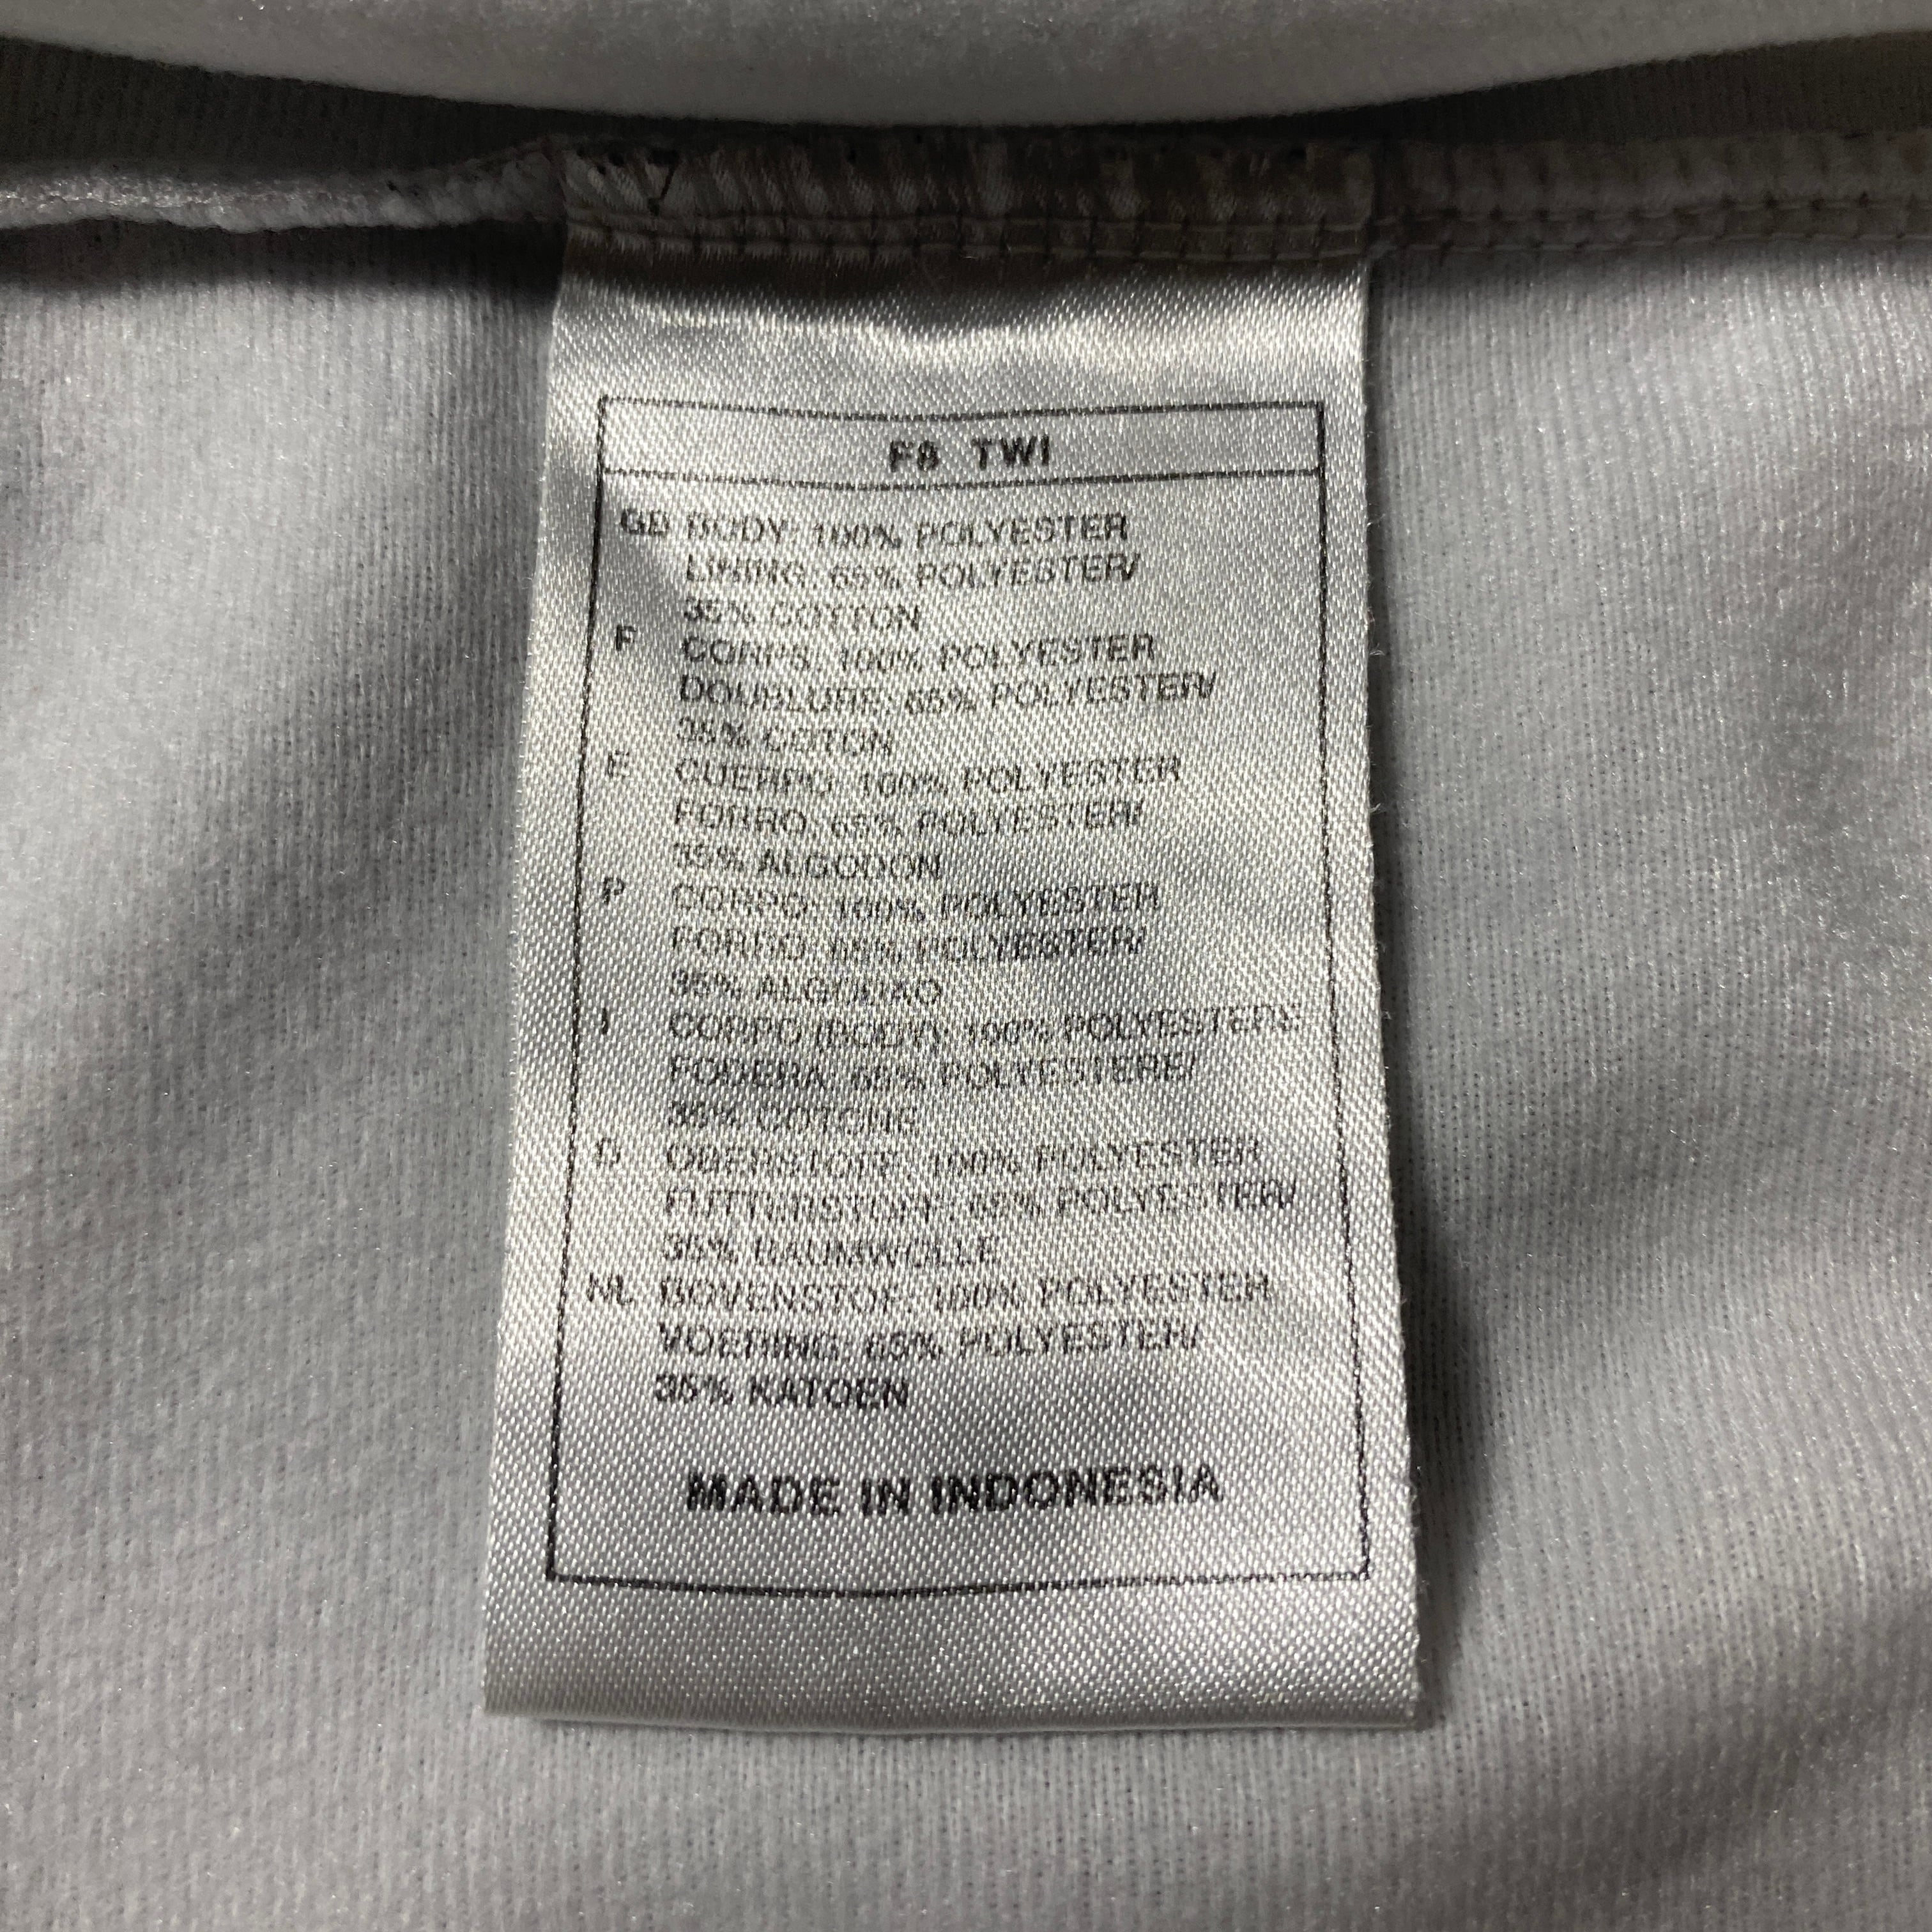 F8 TWI
GB BODY: 100% POLYESTER
LINING: 65% POLYESTER/
35% COTTON
F CORPS: 100% POLYESTER
DOUBLURE: 65% POLYESTER/
35% COTON
E CUERPO: 100% POLYESTER
FORRO: 65% POLYESTER/
35% ALGODON
P CORPO: 100% POLYESTER
FORRO: 65% POLYESTER/
35% ALGODAO
I CORPO (BODY): 100% POLYESTERE
FODERA: 65% POLYESTERE/
35% COTONE
D OBERSTOFF: 100% POLYESTER
FUTTERSTOFF: 65% POLYESTER/
35% BAUMWOLLE
NL BOVENSTOF: 100% POLYESTER
VOERING: 65% POLYESTER/
35% KATOEN
MADE IN INDONESIA